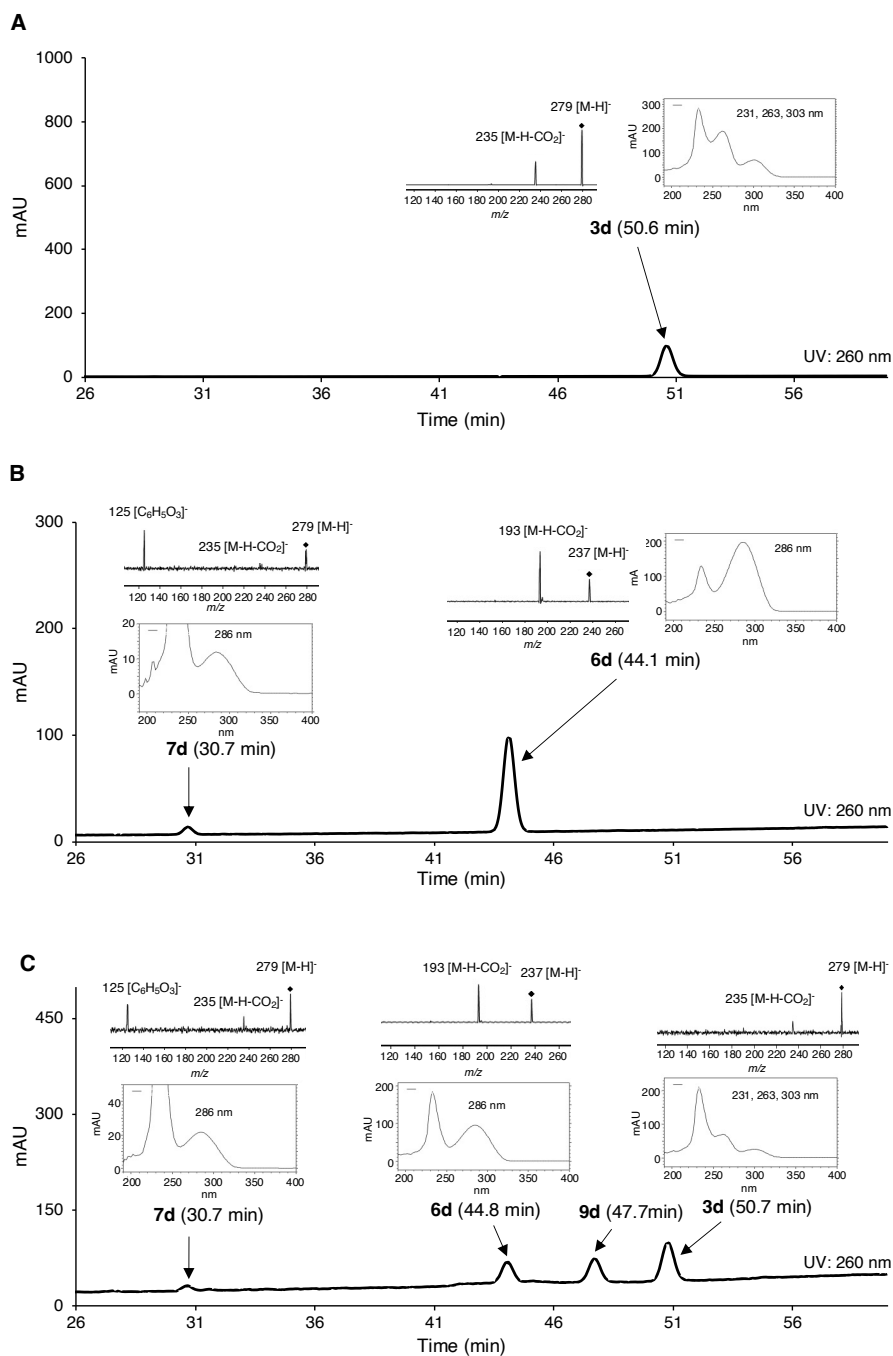 A
1000
800
600
400
200
0
mAU
279 [M-H]-
235 [M-H-CO2]-
120 140 160 180 200 220 240 260 280
m/z
231, 263, 303 nm
300
200
100
0
mAU
200 250 300 350 400
nm
3d (50.6 min)
UV: 260 nm
26 31 36 41 46 51 56
Time (min)
B
300
200
100
0
mAU
125 [C6H5O3]-
279 [M-H]-
235 [M-H-CO2]-
120 140 160 180 200 220 240 260 280
m/z
286 nm
20
10
0
mAU
200 250 300 350 400
nm
7d (30.7 min)
193 [M-H-CO2]-
237 [M-H]-
120 140 160 180 200 220 240 260
m/z
286 nm
200
100
0
mA
200 250 300 350 400
nm
6d (44.1 min)
UV: 260 nm
26 31 36 41 46 51 56
Time (min)
C
450
300
150
0
mAU
279 [M-H]-
125 [C6H5O3]-
235 [M-H-CO2]-
120 140 160 180 200 220 240 260 280
m/z
286 nm
40
20
0
mAU
200 250 300 350 400
nm
7d (30.7 min)
193 [M-H-CO2]-
237 [M-H]-
120 140 160 180 200 220 240 260
m/z
286 nm
200
100
0
mAU
200 250 300 350 400
nm
6d (44.8 min)
9d (47.7min)
279 [M-H]-
235 [M-H-CO2]-
120 140 160 180 200 220 240 260 280
m/z
231, 263, 303 nm
200
100
0
mAU
200 250 300 350 400
nm
3d (50.7 min)
UV: 260 nm
26 31 36 41 46 51 56
Time (min)